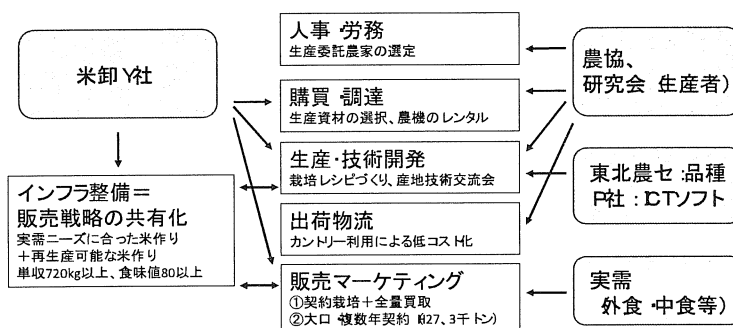 米卸Y社
インフラ整備＝
販売戦略の共有化
実需ニーズに合った米作り
＋再生産可能な米作り
単収720kg以上、食味値80以上
人事・労務
生産委託農家の選定
購買・調達
生産資材の選択、農機のレンタル
生産・技術開発
栽培レシピづくり、産地技術交流会
出荷物流
カントリー利用による低コスト化
販売マーケティング
①契約栽培＋全量買取
②大口・複数年契約(H27、3千トン)
農協、
研究会 生産者)
東北農セ:品種
P社：ICTソフト
実需
外食・中食等)